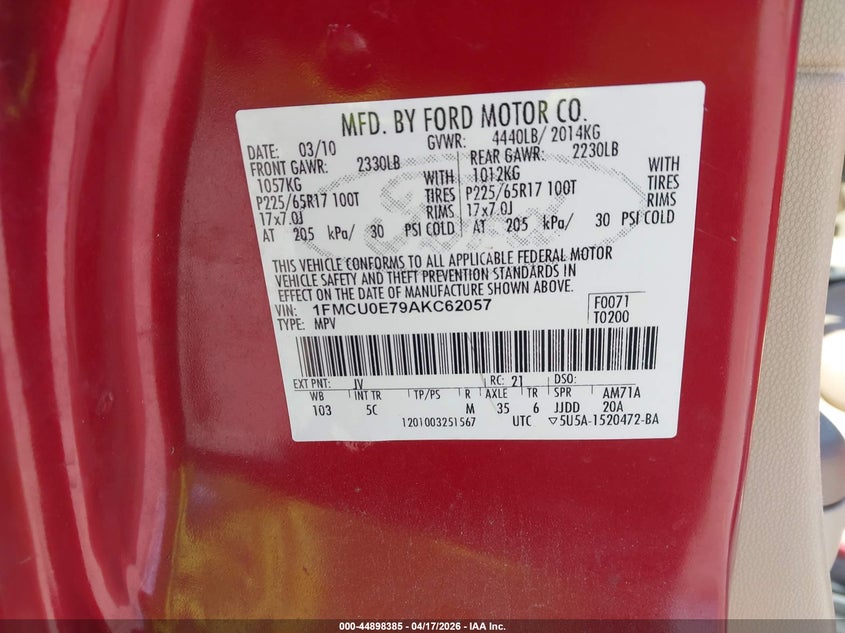 MFD. BY FORD MOTOR CO.
DATE: 03/10 GVWR: 4440LB/ 2014KG
FRONT GAWR: 2330LB REAR GAWR: 2230LB
1057KG WITH 1012KG WITH
P225/65R17 100T TIRES P225/65R17 100T TIRES
17x7.0J RIMS 17x7.0J RIMS
AT 205 kPa/ 30 PSI COLD AT 205 kPa/ 30 PSI COLD
THIS VEHICLE CONFORMS TO ALL APPLICABLE FEDERAL MOTOR
VEHICLE SAFETY AND THEFT PREVENTION STANDARDS IN
EFFECT ON THE DATE OF MANUFACTURE SHOWN ABOVE.
VIN: 1FMCU0E79AKC62057 F0071
TYPE: MPV T0200
EXT PNT: JV RC: 21 DSO:
WB INT TR TP/PS R AXLE TR SPR AM71A
103 5C M 35 6 JJDD 20A
1201003251567 UTC ▽5U5A-1520472-BA
000-44898385 - 04/17/2026 - IAA Inc.